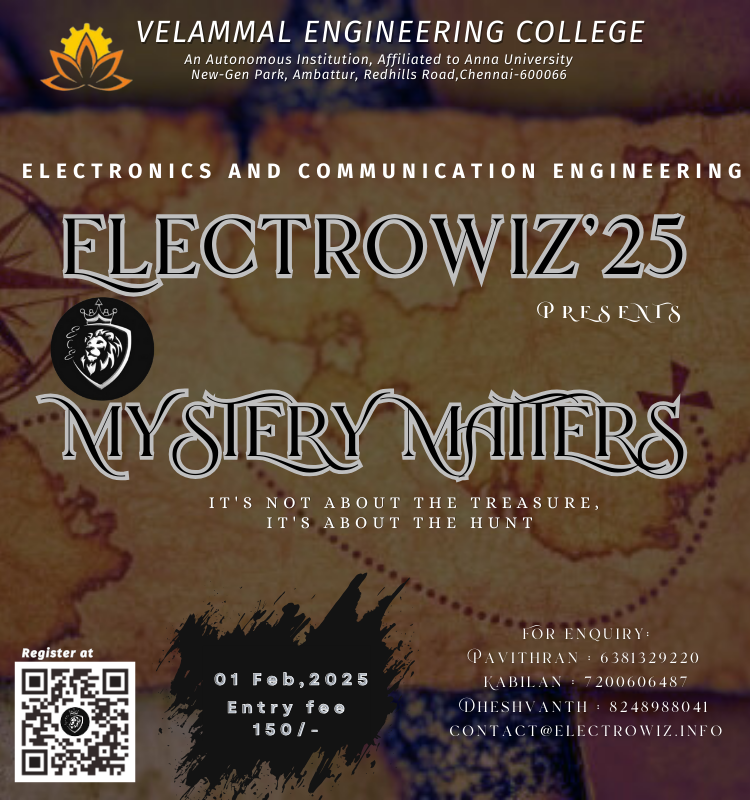 VELAMMAL ENGINEERING COLLEGE
An Autonomous Institution, Affiliated to Anna University
New-Gen Park, Ambattur, Redhills Road,Chennai-600066
ELECTRONICS AND COMMUNICATION ENGINEERING
ELECTROWIZ'25
PRESENTS
MYSTERY MATTERS
IT'S NOT ABOUT THE TREASURE,
IT'S ABOUT THE HUNT
Register at
01 Feb,2025
Entry fee
150/-
FOR ENQUIRY:
PAVITHRAN : 6381329220
KABILAN : 7200606487
DHESHVANTH : 8248988041
CONTACT@ELECTROWIZ.INFO